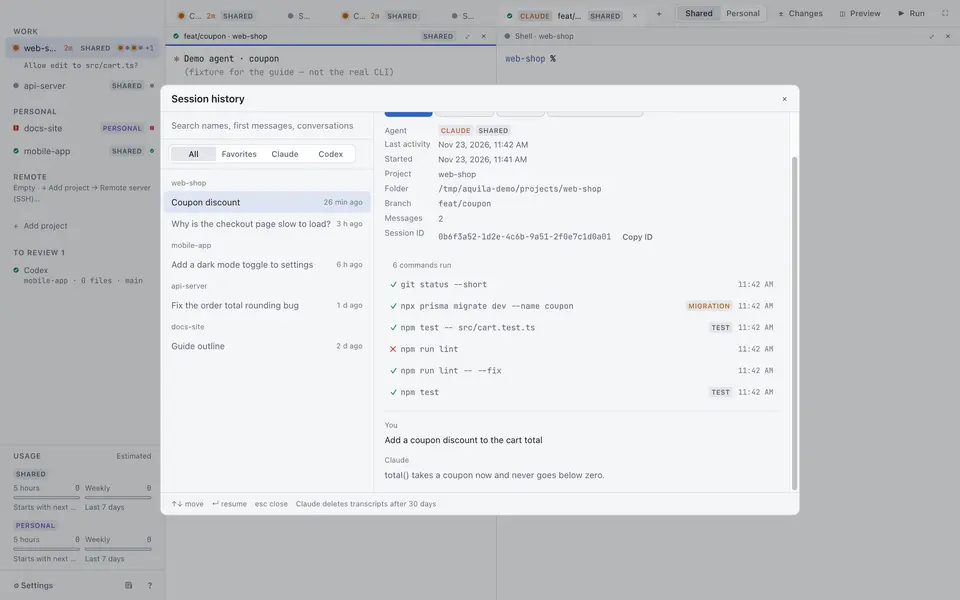 WORK
web-s... 2m SHARED +1
Allow edit to src/cart.ts?
api-server SHARED
PERSONAL
docs-site PERSONAL
mobile-app SHARED
REMOTE
Empty · + Add project → Remote server
(SSH)...
+ Add project
TO REVIEW 1
Codex
mobile-app · 0 files · main
USAGE Estimated
SHARED
5 hours 0 Weekly 0
Starts with next ... Last 7 days
PERSONAL
5 hours 0 Weekly 0
Starts with next ... Last 7 days
Settings ?
C... 2m SHARED S... C... 2m SHARED S... CLAUDE feat/... SHARED × + Shared Personal ± Changes Preview Run
feat/coupon · web-shop SHARED ×
Shell · web-shop ×
Demo agent · coupon
(fixture for the guide — not the real CLI)
web-shop %
Session history ×
Search names, first messages, conversations
All Favorites Claude Codex
web-shop
Coupon discount 26 min ago
Why is the checkout page slow to load? 3 h ago
mobile-app
Add a dark mode toggle to settings 6 h ago
api-server
Fix the order total rounding bug 1 d ago
docs-site
Guide outline 2 d ago
Agent CLAUDE SHARED
Last activity Nov 23, 2026, 11:42 AM
Started Nov 23, 2026, 11:41 AM
Project web-shop
Folder /tmp/aquila-demo/projects/web-shop
Branch feat/coupon
Messages 2
Session ID 0b6f3a52-1d2e-4c6b-9a51-2f0e7c1d0a01 Copy ID
6 commands run
✓ git status --short 11:42 AM
✓ npx prisma migrate dev --name coupon MIGRATION 11:42 AM
✓ npm test -- src/cart.test.ts TEST 11:42 AM
✕ npm run lint 11:42 AM
✓ npm run lint -- --fix 11:42 AM
✓ npm test TEST 11:42 AM
You
Add a coupon discount to the cart total
Claude
total() takes a coupon now and never goes below zero.
↑↓ move ↵ resume esc close Claude deletes transcripts after 30 days